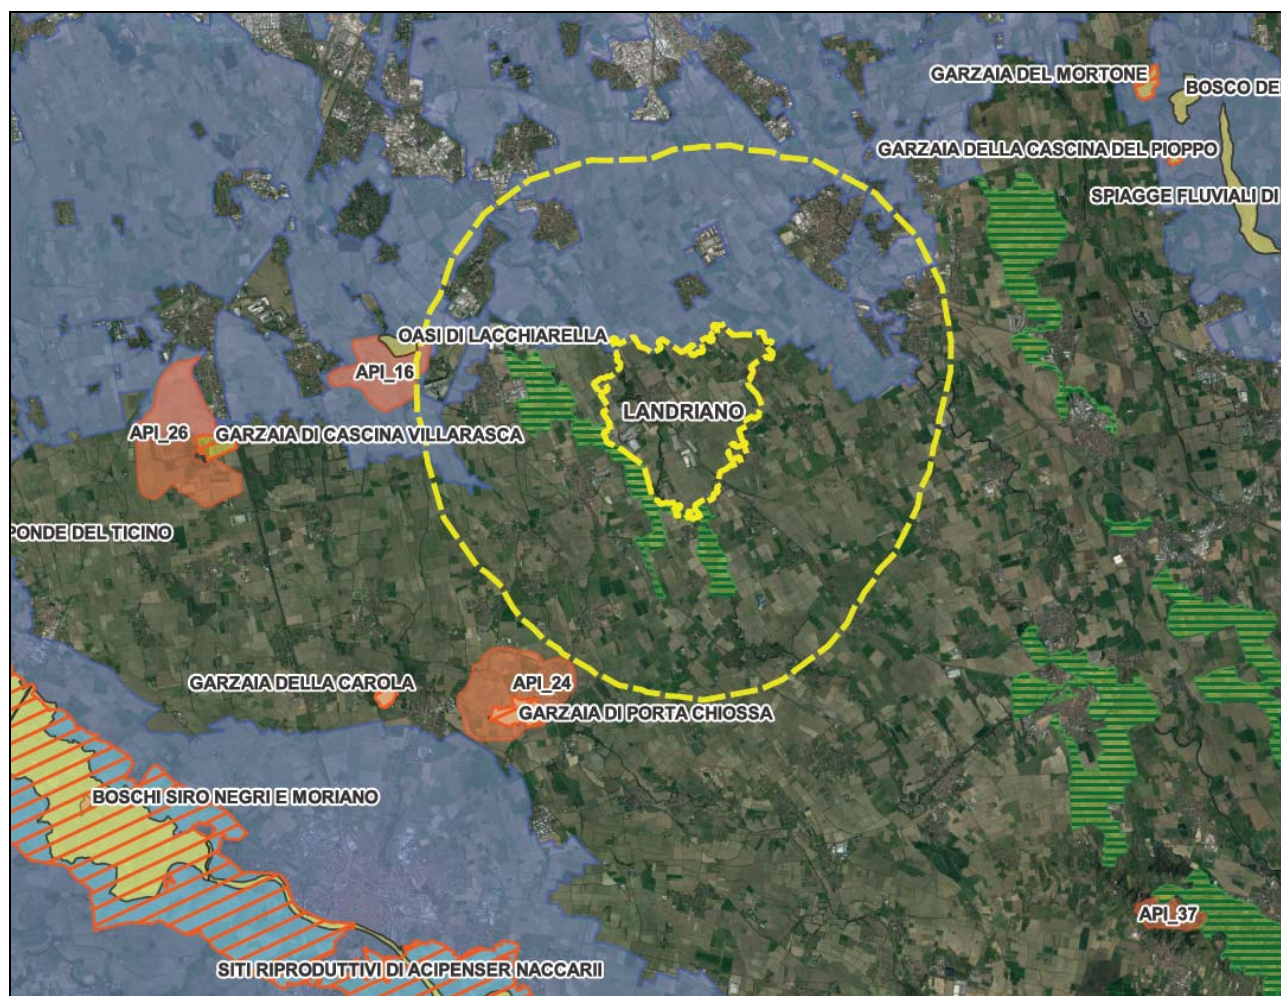 GARZAIA DEL MORTONE
BOSCO DE
GARZAIA DELLA CASCINA DEL PIOPPO
SPIAGGE FLUVIALI DI
OASI DI LACCHIARELLA
API_16
LANDRIANO
API_26
GARZAIA DI CASCINA VILLARASCA
PONDE DEL TICINO
GARZAIA DELLA CAROLA
API_24
GARZAIA DI PORTA CHIOSSA
BOSCHI SIRO NEGRI E MORIANO
API_37
SITI RIPRODUTTIVI DI ACIPENSER NACCARII